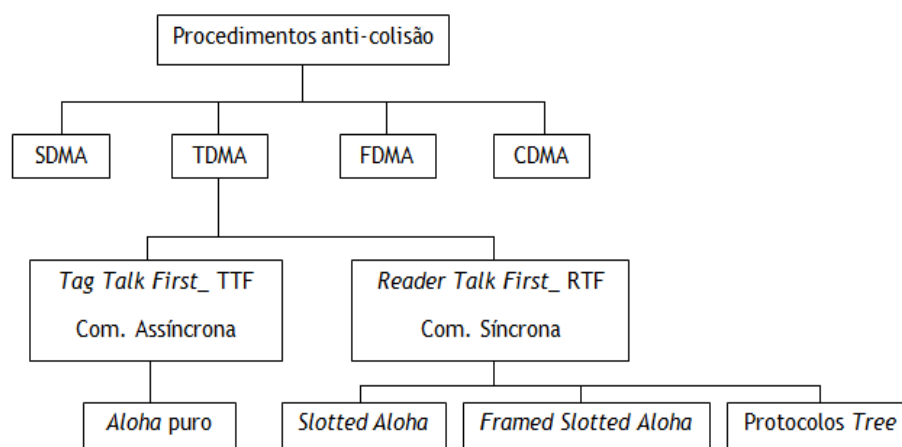 Procedimentos anti-colisão
SDMA
TDMA
FDMA
CDMA
Tag Talk First_ TTF
Com. Assíncrona
Reader Talk First_ RTF
Com. Síncrona
Aloha puro
Slotted Aloha
Framed Slotted Aloha
Protocolos Tree